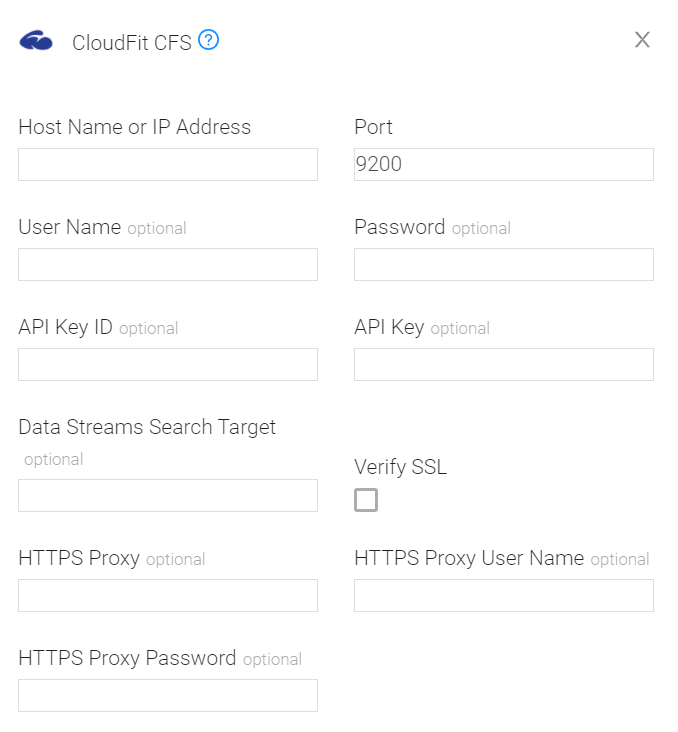 CloudFit CFS ?
Host Name or IP Address
Port
9200
User Name optional
Password optional
API Key ID optional
API Key optional
Data Streams Search Target
optional
Verify SSL
HTTPS Proxy optional
HTTPS Proxy User Name optional
HTTPS Proxy Password optional